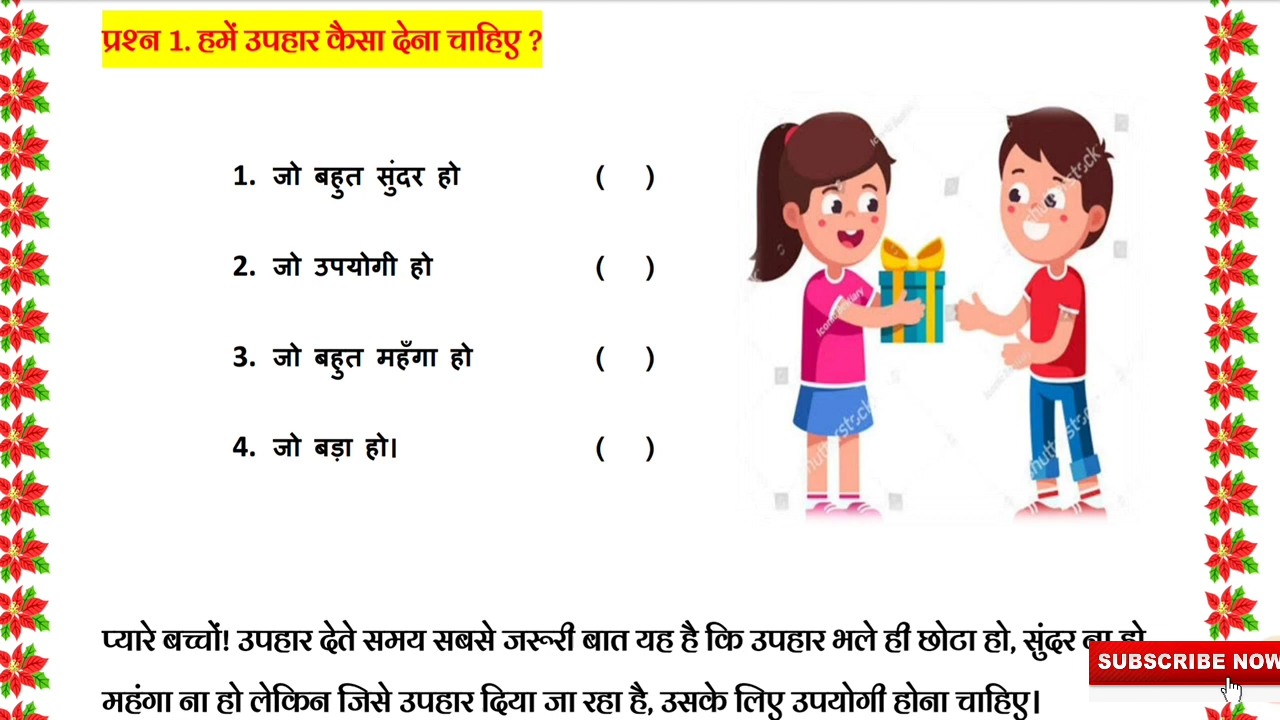 प्रश्न 1. हमें उपहार कैसा देना चाहिए ?
1. जो बहुत सुंदर हो ( )
2. जो उपयोगी हो ( )
3. जो बहुत महँगा हो ( )
4. जो बड़ा हो। ( )
प्यारे बच्चों! उपहार देते समय सबसे जरूरी बात यह है कि उपहार भले ही छोटा हो, सुंदर ना हो
SUBSCRIBE NOW
महंगा ना हो लेकिन जिसे उपहार दिया जा रहा है, उसके लिए उपयोगी होना चाहिए।